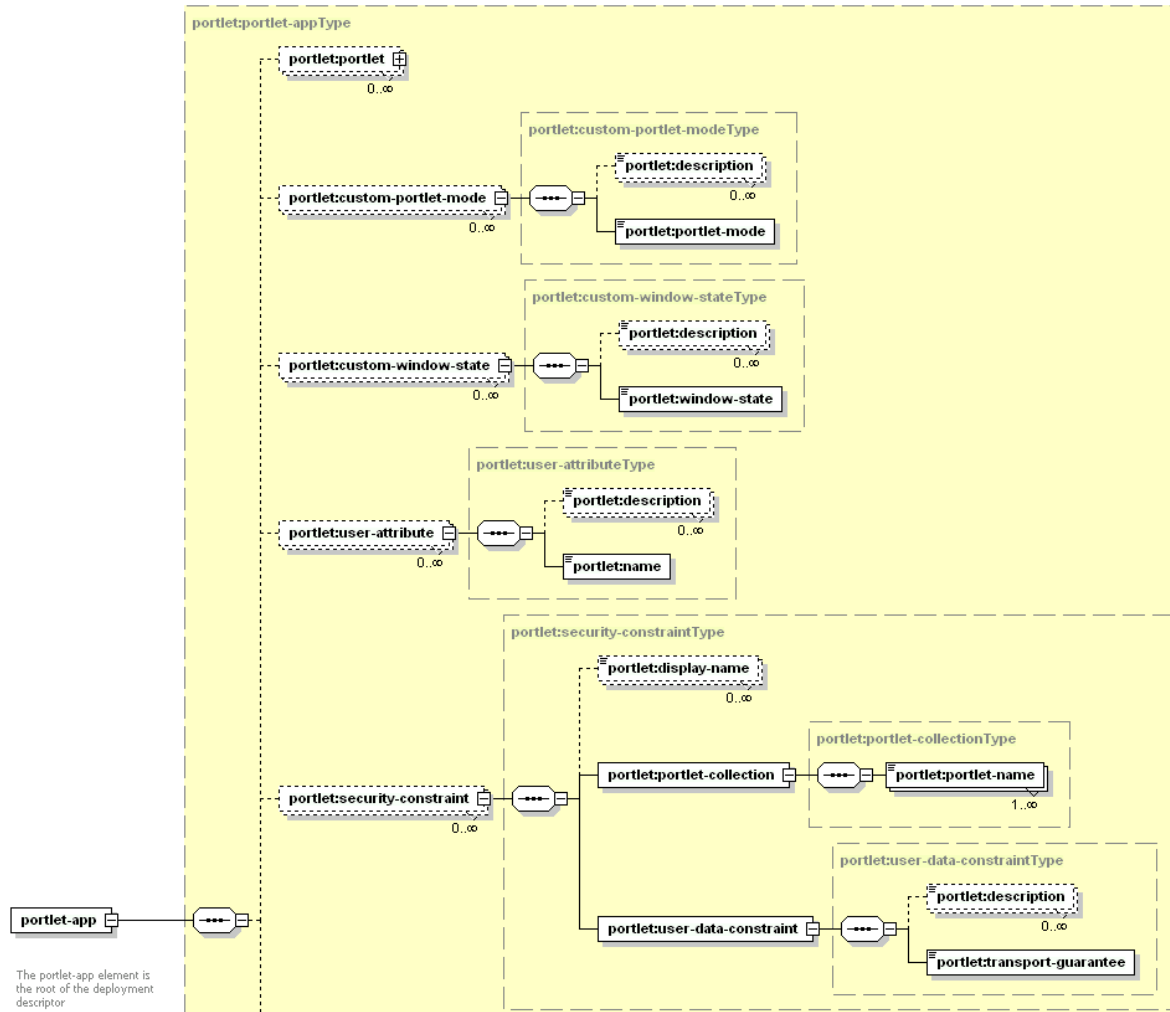 portlet:portlet-appType
portlet:portlet
0..∞
portlet:custom-portlet-modeType
portlet:description
0..∞
portlet:custom-portlet-mode
0..∞
portlet:portlet-mode
portlet:custom-window-stateType
portlet:description
0..∞
portlet:custom-window-state
0..∞
portlet:window-state
portlet:user-attributeType
portlet:description
0..∞
portlet:user-attribute
0..∞
portlet:name
portlet:security-constraintType
portlet:display-name
0..∞
portlet:portlet-collectionType
portlet:portlet-collection
portlet:portlet-name
1..∞
portlet:security-constraint
0..∞
portlet:user-data-constraintType
portlet:description
0..∞
portlet:user-data-constraint
portlet:transport-guarantee
portlet-app
The portlet-app element is
the root of the deployment
descriptor